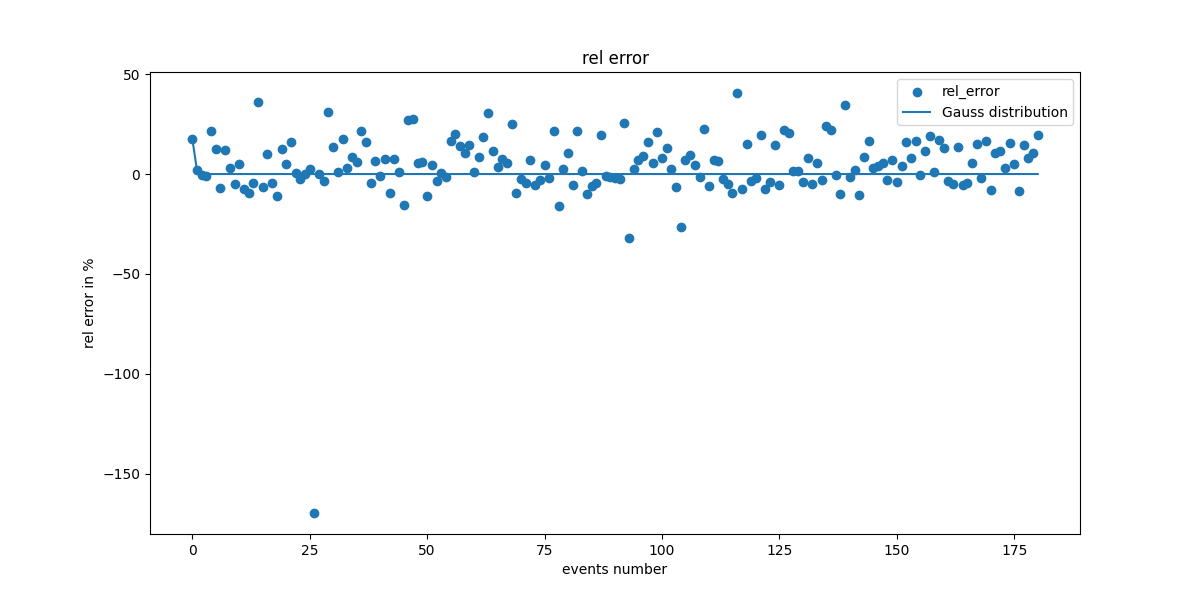 rel error
rel_error
Gauss distribution
rel error in %
50
0
−50
−100
−150
0 25 50 75 100 125 150 175
events number